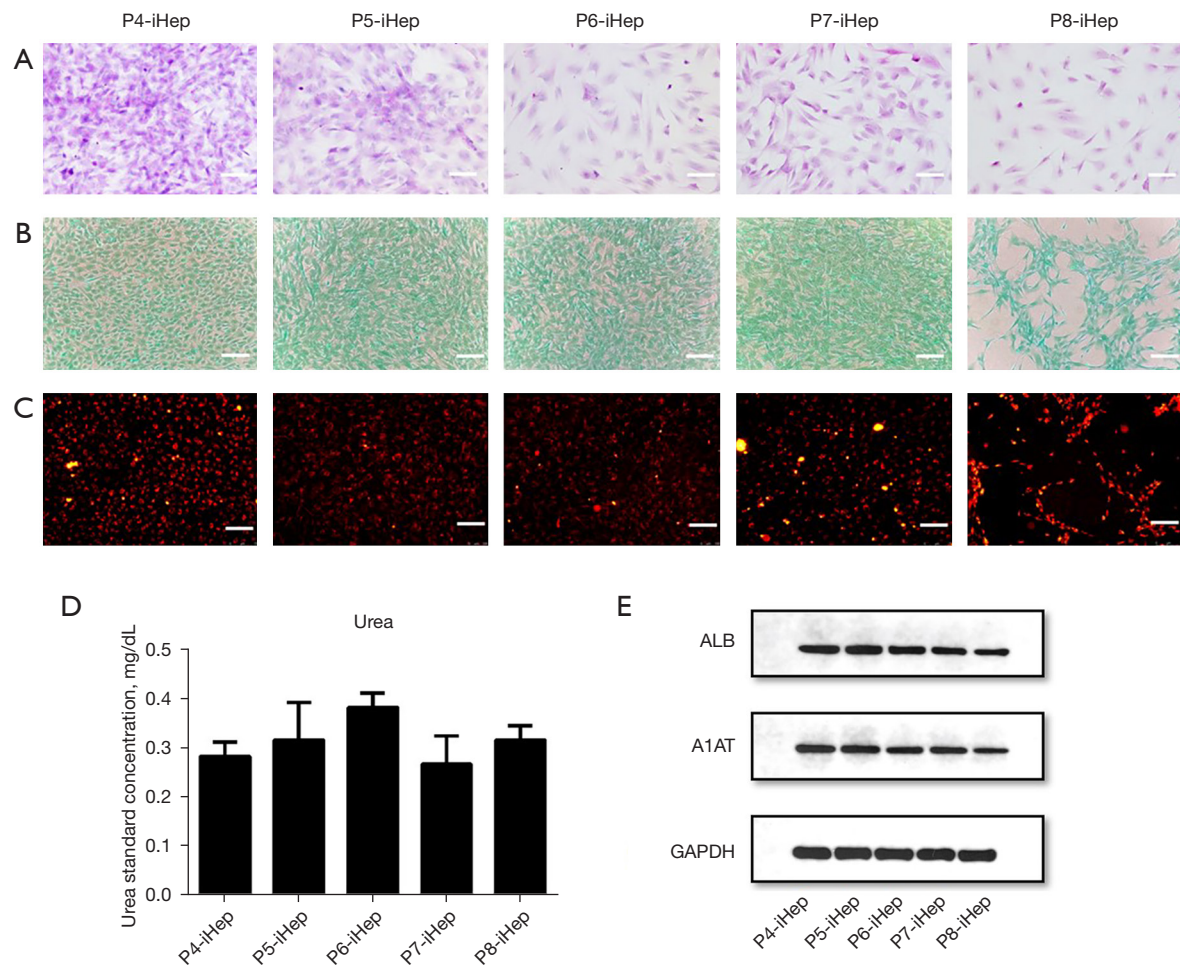 P4-iHep P5-iHep P6-iHep P7-iHep P8-iHep
A
B
C
D
Urea
Urea standard concentration, mg/dL
0.5
0.4
0.3
0.2
0.1
0.0
P4-iHep P5-iHep P6-iHep P7-iHep P8-iHep
E
ALB
A1AT
GAPDH
P4-iHep P5-iHep P6-iHep P7-iHep P8-iHep